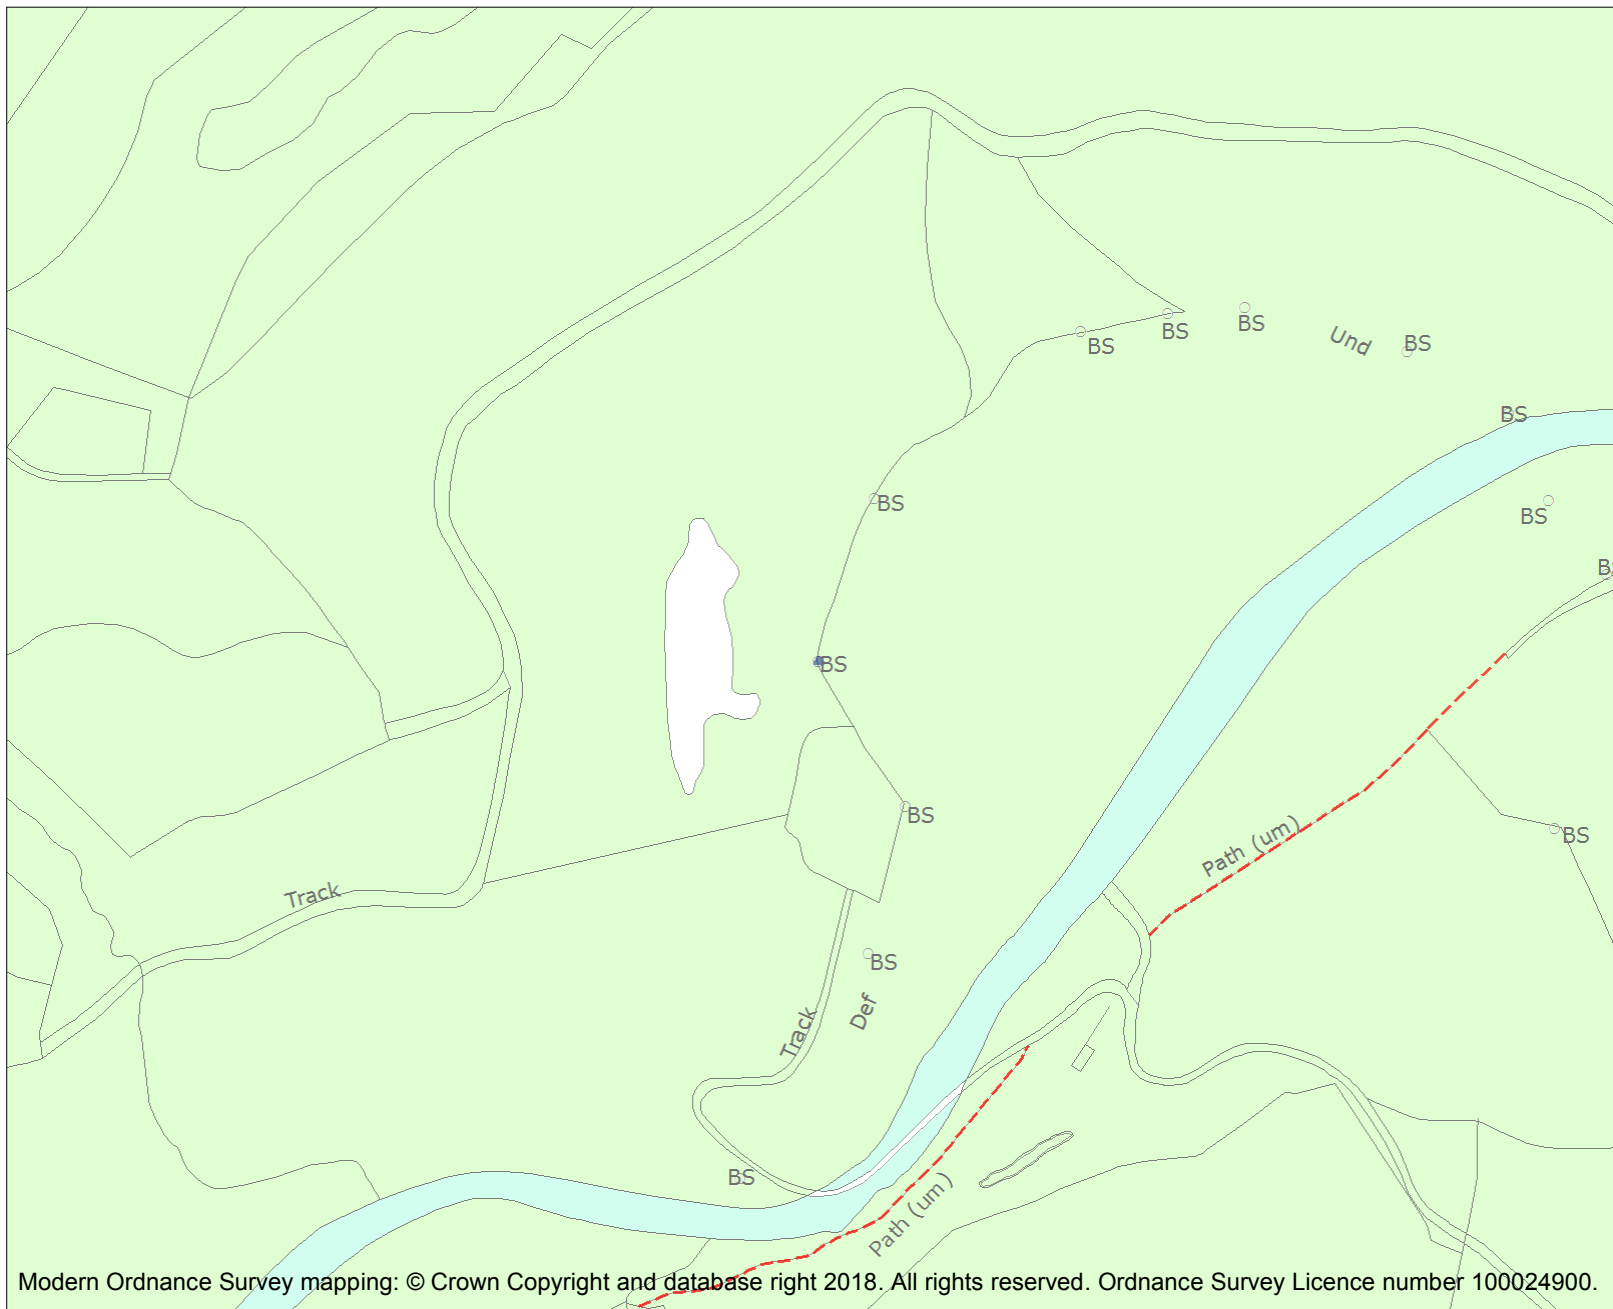 BS
BS
BS
Und
BS
BS
BS
BS
BS
BS
Path (um)
BS
BS
Track
BS
Def
Track
BS
Path (um)
Modern Ordnance Survey mapping: © Crown Copyright and database right 2018. All rights reserved. Ordnance Survey Licence number 100024900.